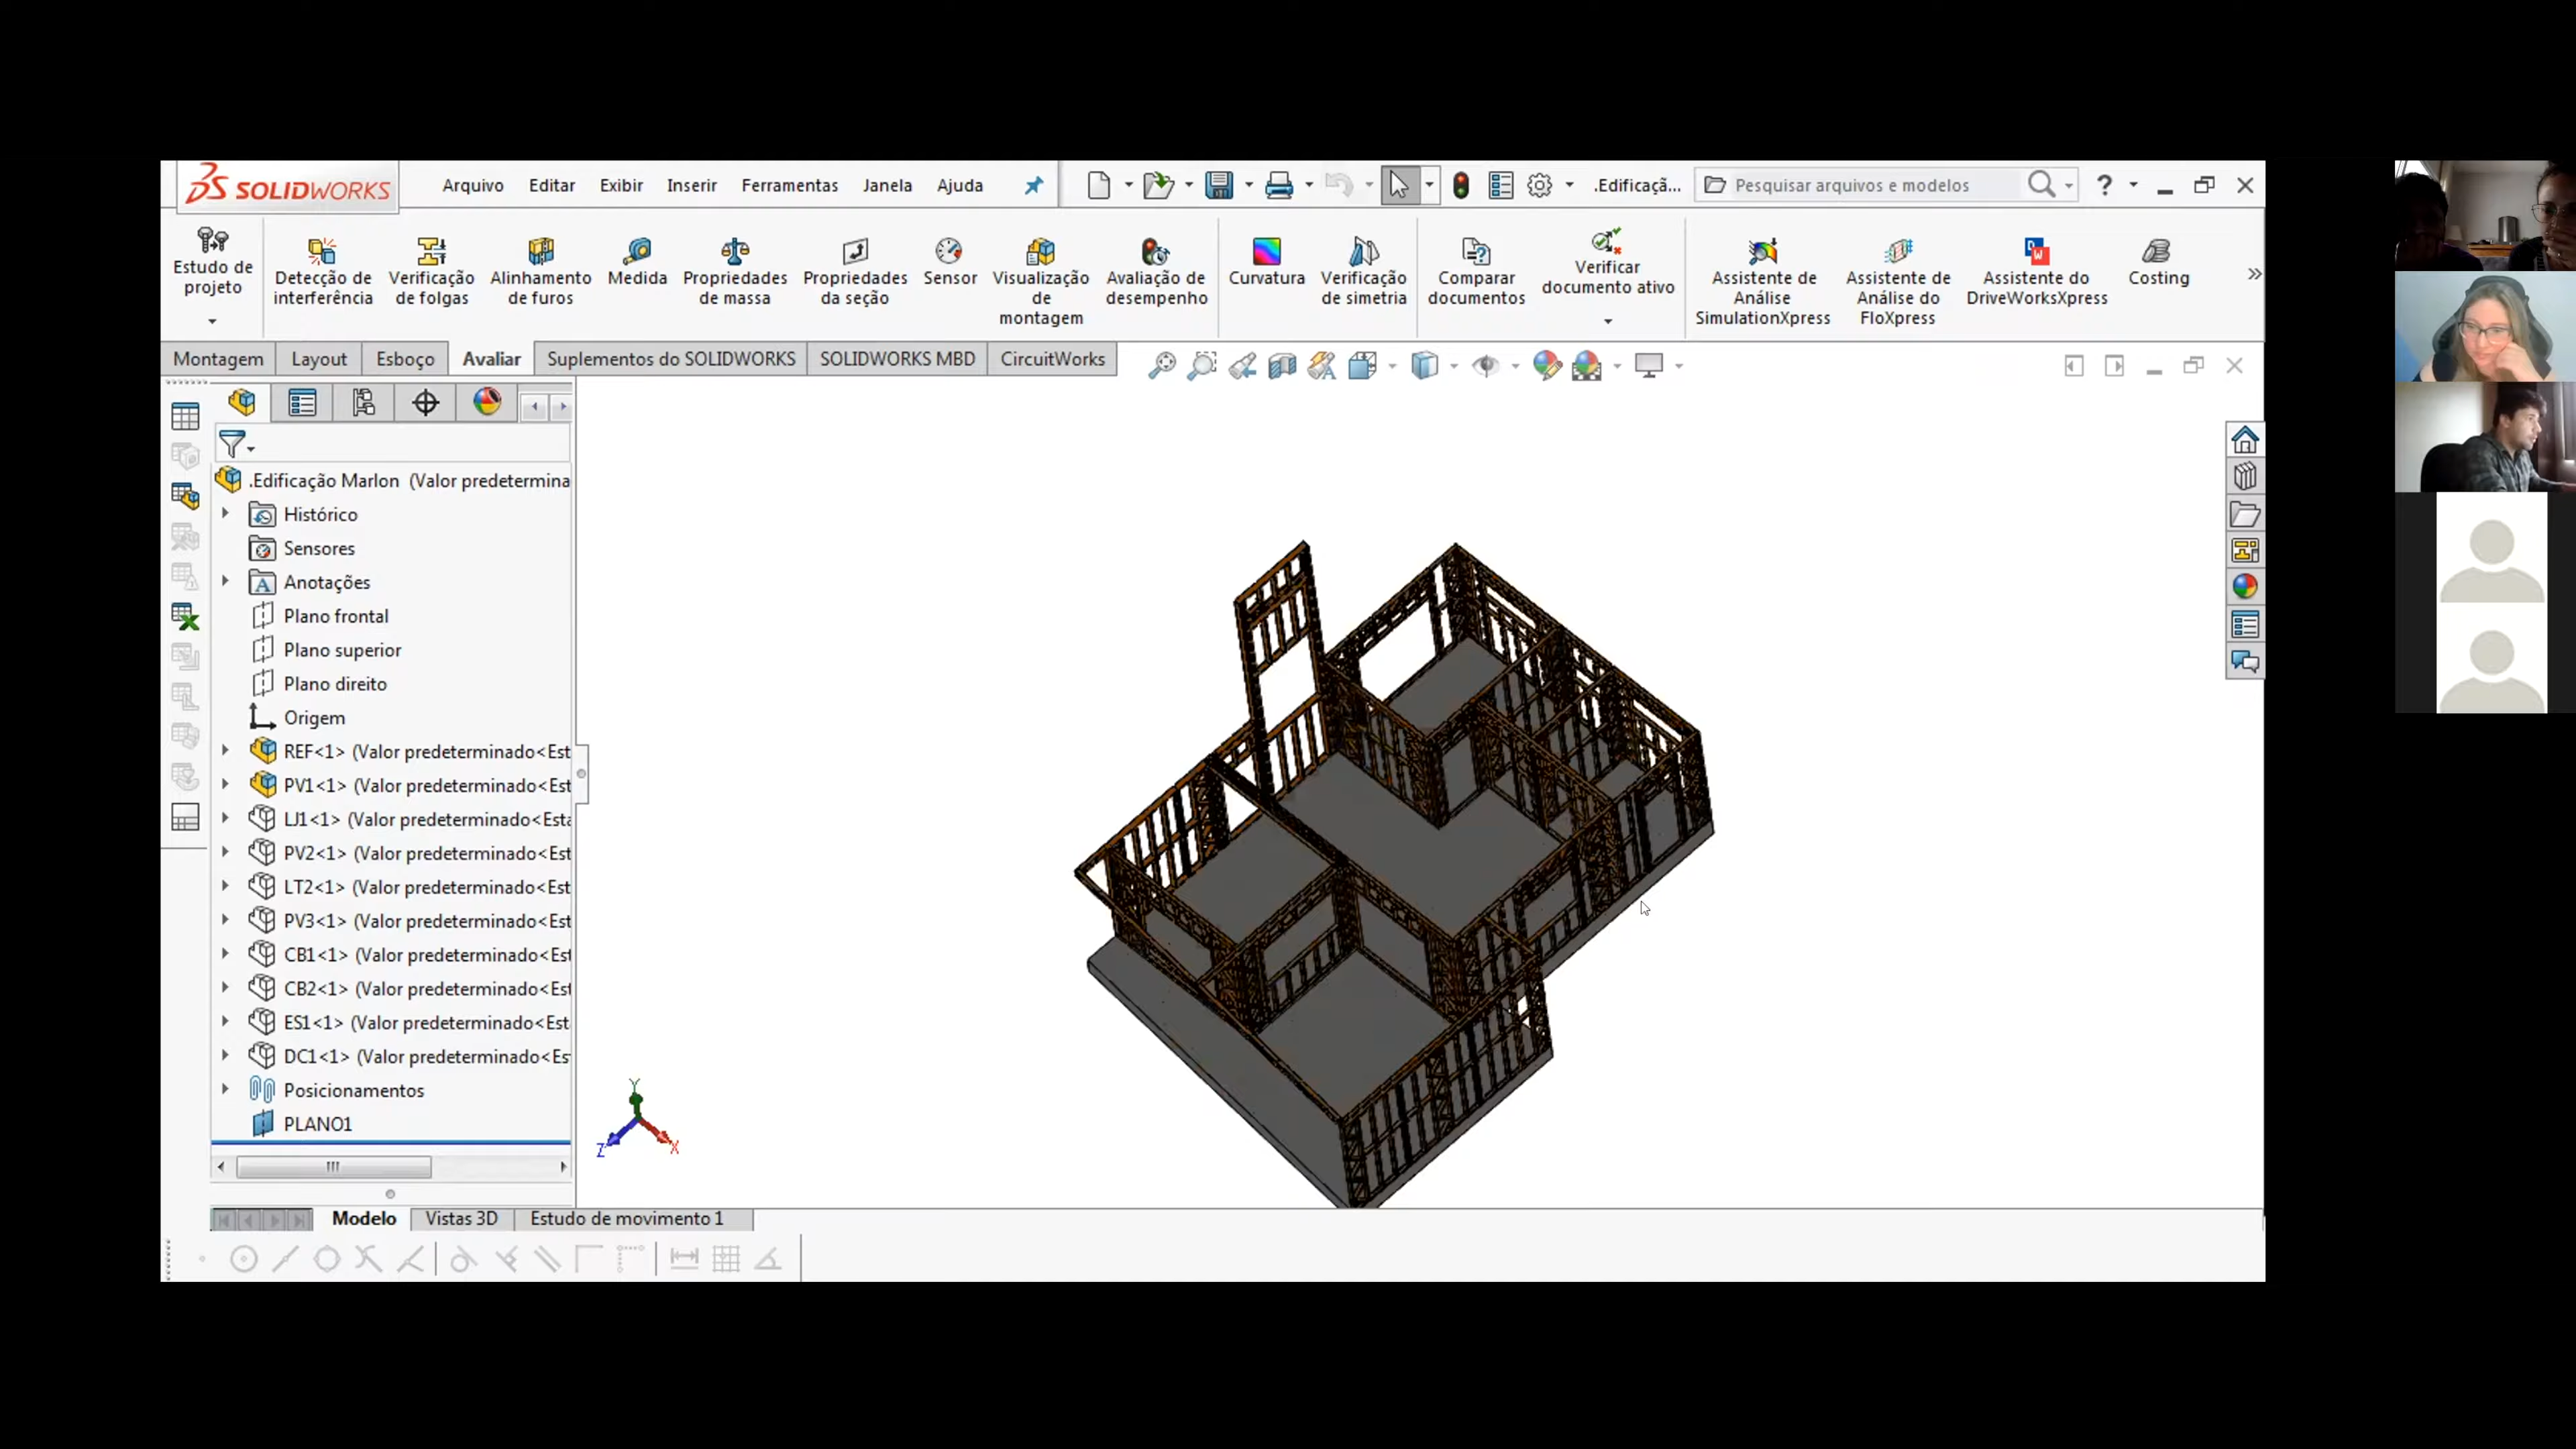 SOLIDWORKS
Arquivo Editar Exibir Inserir Ferramentas Janela Ajuda
.Edificaçã...
Pesquisar arquivos e modelos
?
Estudo de
projeto
Detecção de
interferência
Verificação
de folgas
Alinhamento
de furos
Medida
Propriedades
de massa
Propriedades
da seção
Sensor
Visualização
de
montagem
Avaliação de
desempenho
Curvatura
Verificação
de simetria
Comparar
documentos
Verificar
documento ativo
Assistente de
Análise
SimulationXpress
Assistente de
Análise do
FloXpress
Assistente do
DriveWorksXpress
Costing
Montagem Layout Esboço Avaliar Suplementos do SOLIDWORKS SOLIDWORKS MBD CircuitWorks
.Edificação Marlon (Valor predetermina
Histórico
Sensores
Anotações
Plano frontal
Plano superior
Plano direito
Origem
REF<1> (Valor predeterminado<Est
PV1<1> (Valor predeterminado<Est
LJ1<1> (Valor predeterminado<Esta
PV2<1> (Valor predeterminado<Est
LT2<1> (Valor predeterminado<Est
PV3<1> (Valor predeterminado<Est
CB1<1> (Valor predeterminado<Est
CB2<1> (Valor predeterminado<Est
ES1<1> (Valor predeterminado<Est
DC1<1> (Valor predeterminado<Es
Posicionamentos
PLANO1
Y
Z
X
Modelo Vistas 3D Estudo de movimento 1